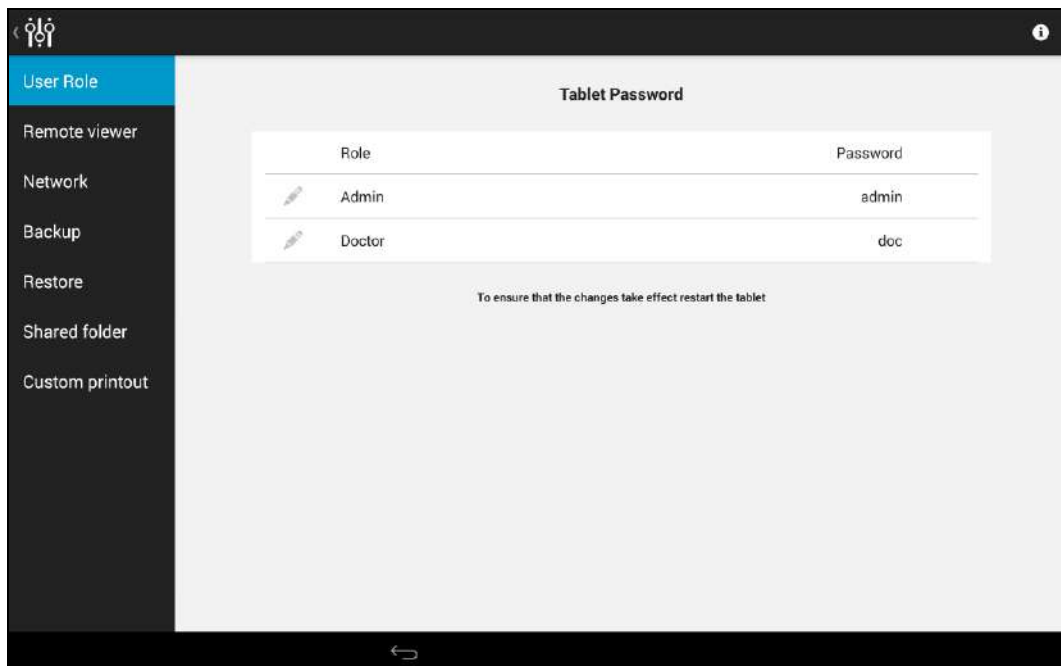 User Role
Remote viewer
Network
Backup
Restore
Shared folder
Custom printout
Tablet Password
Role Password
Admin admin
Doctor doc
To ensure that the changes take effect restart the tablet